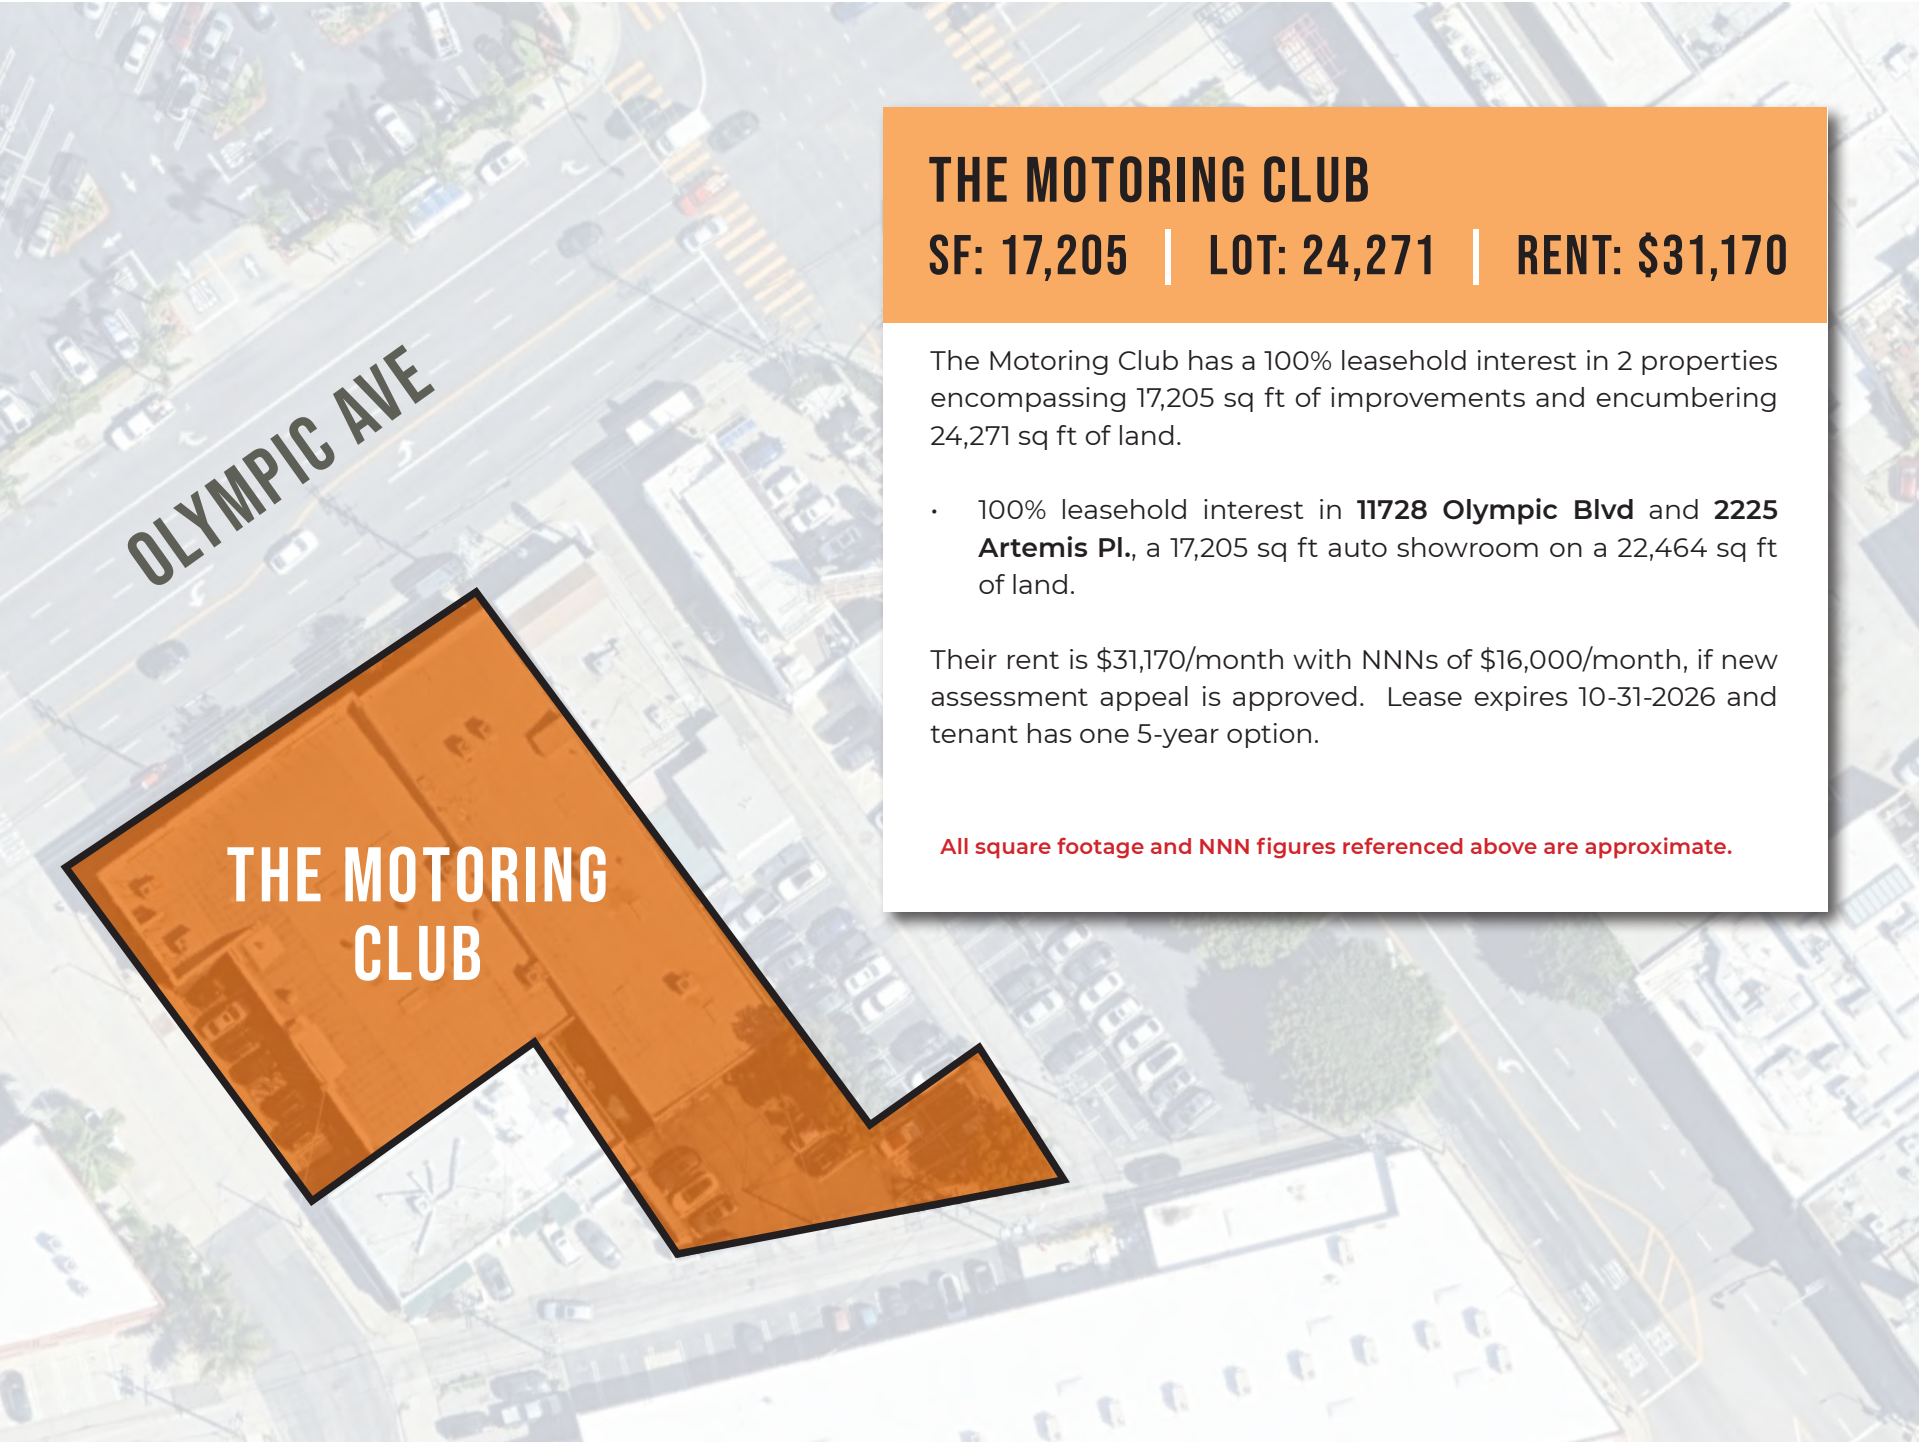 THE MOTORING CLUB
SF: 17,205 | LOT: 24,271 | RENT: $31,170
The Motoring Club has a 100% leasehold interest in 2 properties
encompassing 17,205 sq ft of improvements and encumbering
24,271 sq ft of land.
• 100% leasehold interest in 11728 Olympic Blvd and 2225
Artemis Pl., a 17,205 sq ft auto showroom on a 22,464 sq ft
of land.
Their rent is $31,170/month with NNNs of $16,000/month, if new
assessment appeal is approved.  Lease expires 10-31-2026 and
tenant has one 5-year option.
All square footage and NNN figures referenced above are approximate.
OLYMPIC AVE
THE MOTORING
CLUB